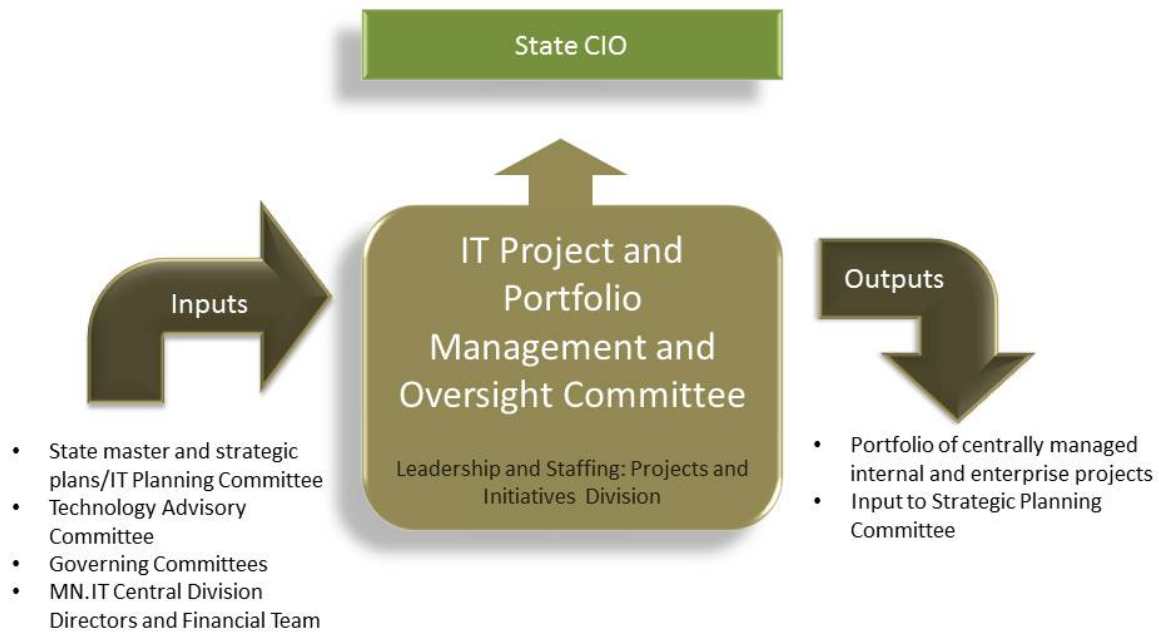 State CIO
Inputs
IT Project and
Portfolio
Management and
Oversight Committee
Leadership and Staffing: Projects and
Initiatives Division
Outputs
• State master and strategic
plans/IT Planning Committee
• Technology Advisory
Committee
• Governing Committees
• MN.IT Central Division
Directors and Financial Team
• Portfolio of centrally managed
internal and enterprise projects
• Input to Strategic Planning
Committee